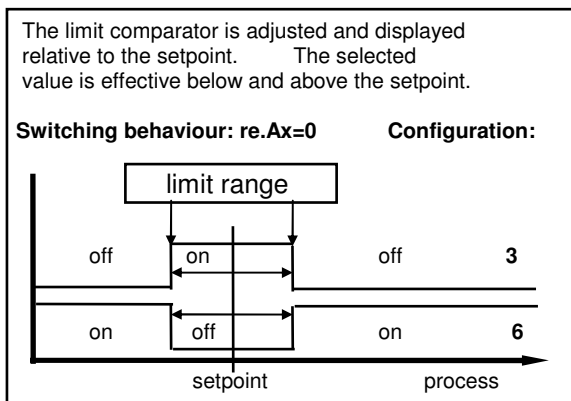 The limit comparator is adjusted and displayed
relative to the setpoint. The selected
value is effective below and above the setpoint.
Switching behaviour: re.Ax=0 Configuration:
limit range
off on off 3
on off on 6
setpoint process